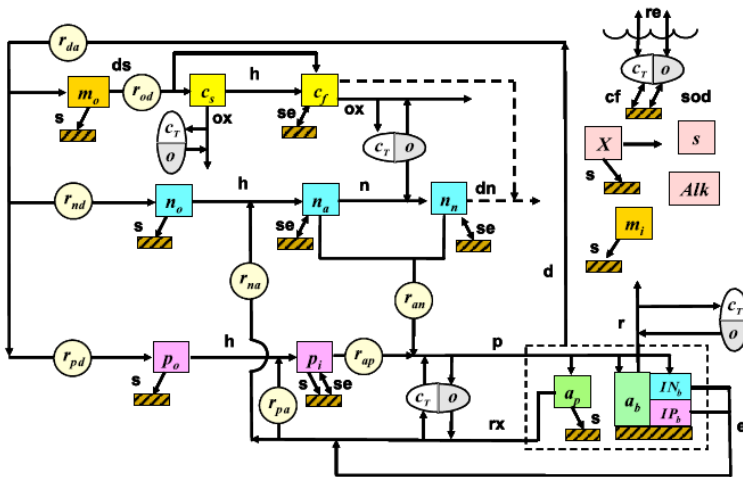 r_da
re
c_T o
ds h
m_o r_od c_s c_f
cf sod
ox ox
s se
c_T o
c_T o
X s
s
Alk
h n dn
r_nd n_o n_a n_n
m_i
s se se
s
r_na d
r_an
r c_T o
h p
r_pd p_o p_i r_ap
s s se
r_pa c_T o
a_p a_b IN_b
IP_b
s
rx e